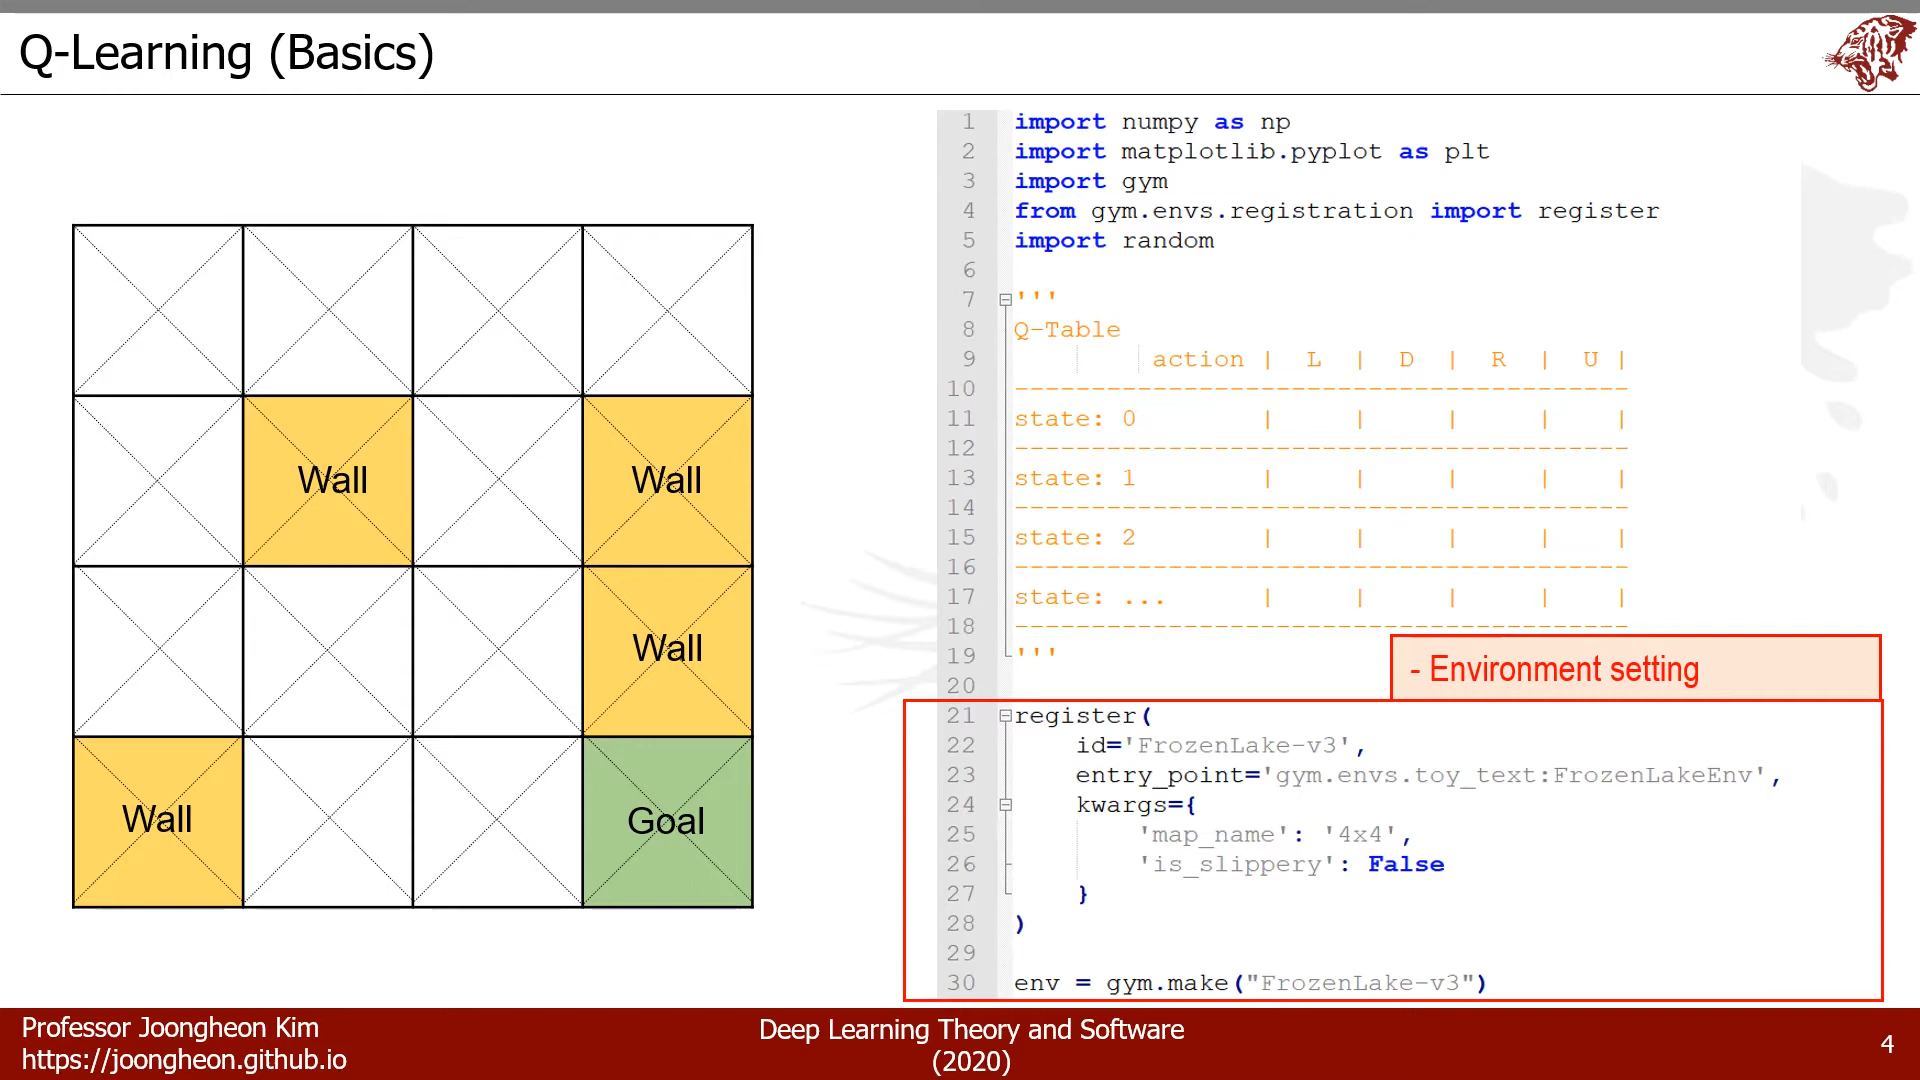 Q-Learning (Basics)
Wall
Wall
Wall
Wall
Goal
1 import numpy as np
2 import matplotlib.pyplot as plt
3 import gym
4 from gym.envs.registration import register
5 import random
6
7 '''
8 Q-Table
9 action | L | D | R | U |
10 ----------------------------------------
11 state: 0 | | | | |
12 ----------------------------------------
13 state: 1 | | | | |
14 ----------------------------------------
15 state: 2 | | | | |
16 ----------------------------------------
17 state: ... | | | | |
18 ----------------------------------------
19 '''
20
- Environment setting
21 register(
22 id='FrozenLake-v3',
23 entry_point='gym.envs.toy_text:FrozenLakeEnv',
24 kwargs={
25 'map_name': '4x4',
26 'is_slippery': False
27 }
28 )
29
30 env = gym.make("FrozenLake-v3")
Professor Joongheon Kim
https://joongheon.github.io
Deep Learning Theory and Software
(2020)
4